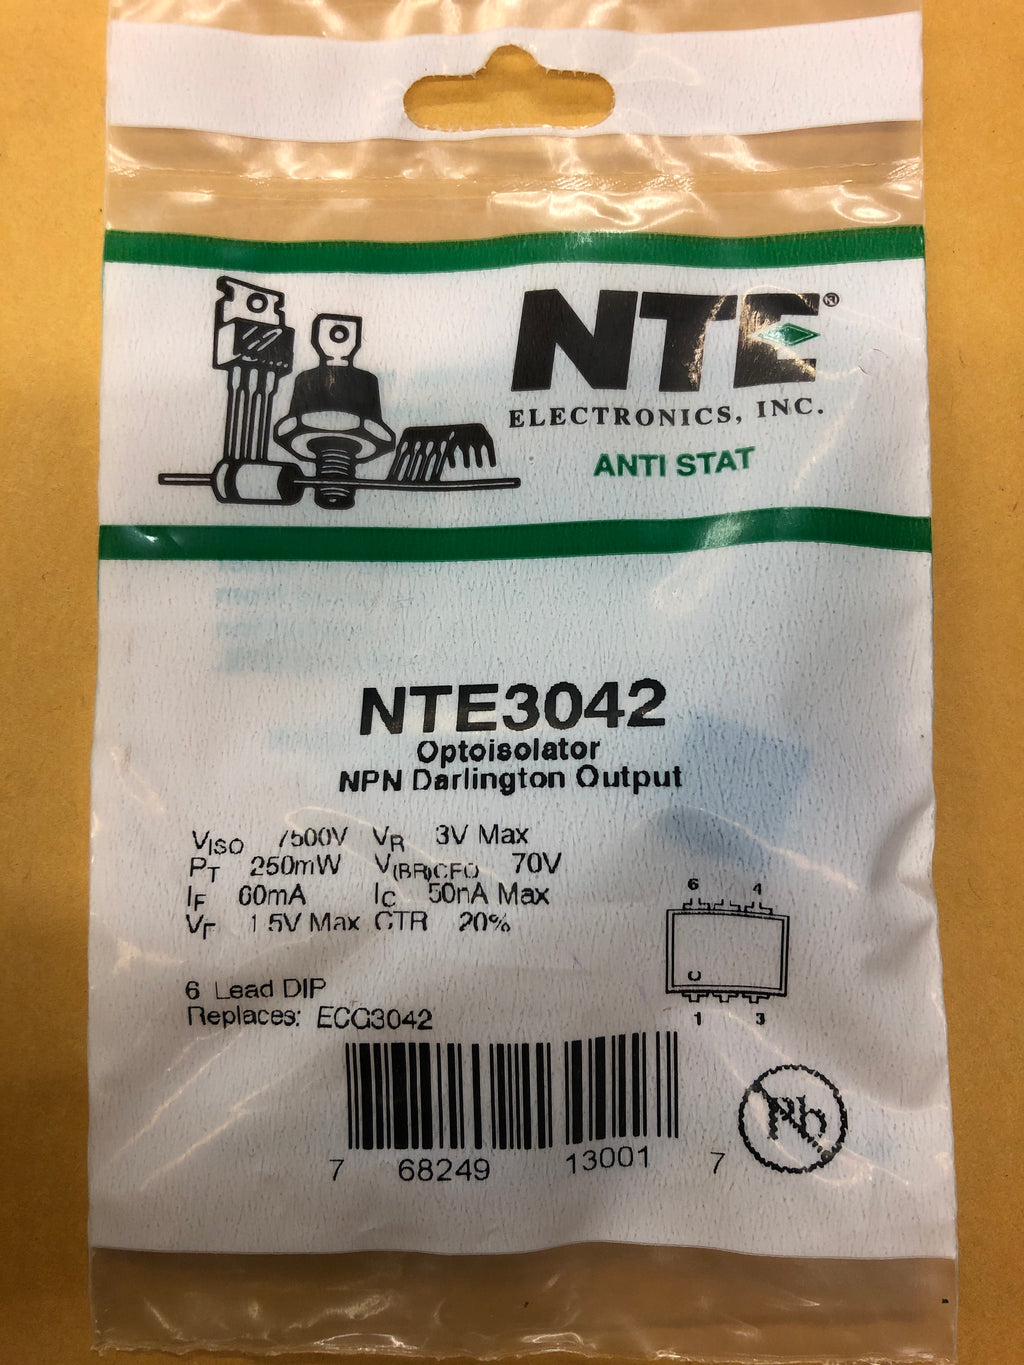 NTE®
ELECTRONICS, INC.
ANTI STAT
NTE3042
Optoisolator
NPN Darlington Output
VISO 7500V VR 3V Max
PT 250mW V(BR)CEO 70V
IF 60mA IC 50nA Max
VF 1.5V Max CTR 20%
6 4
6 Lead DIP
Replaces: ECG3042
1 3
Pb
7 68249 13001 7